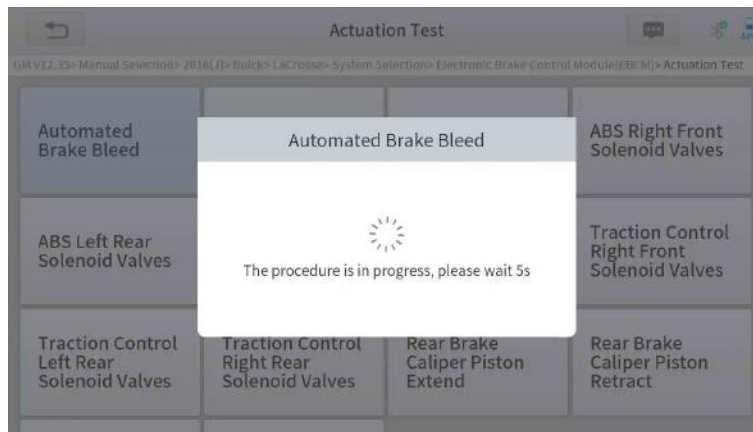 Actuation Test
GM V12.35> Manual Selection> 2018(J)> Buick> LaCrosse> System Selection> Electronic Brake Control Module(EBCM)> Actuation Test
Automated
Brake Bleed
ABS Right Front
Solenoid Valves
Automated Brake Bleed
The procedure is in progress, please wait 5s
ABS Left Rear
Solenoid Valves
Traction Control
Right Front
Solenoid Valves
Traction Control
Left Rear
Solenoid Valves
Traction Control
Right Rear
Solenoid Valves
Rear Brake
Caliper Piston
Extend
Rear Brake
Caliper Piston
Retract